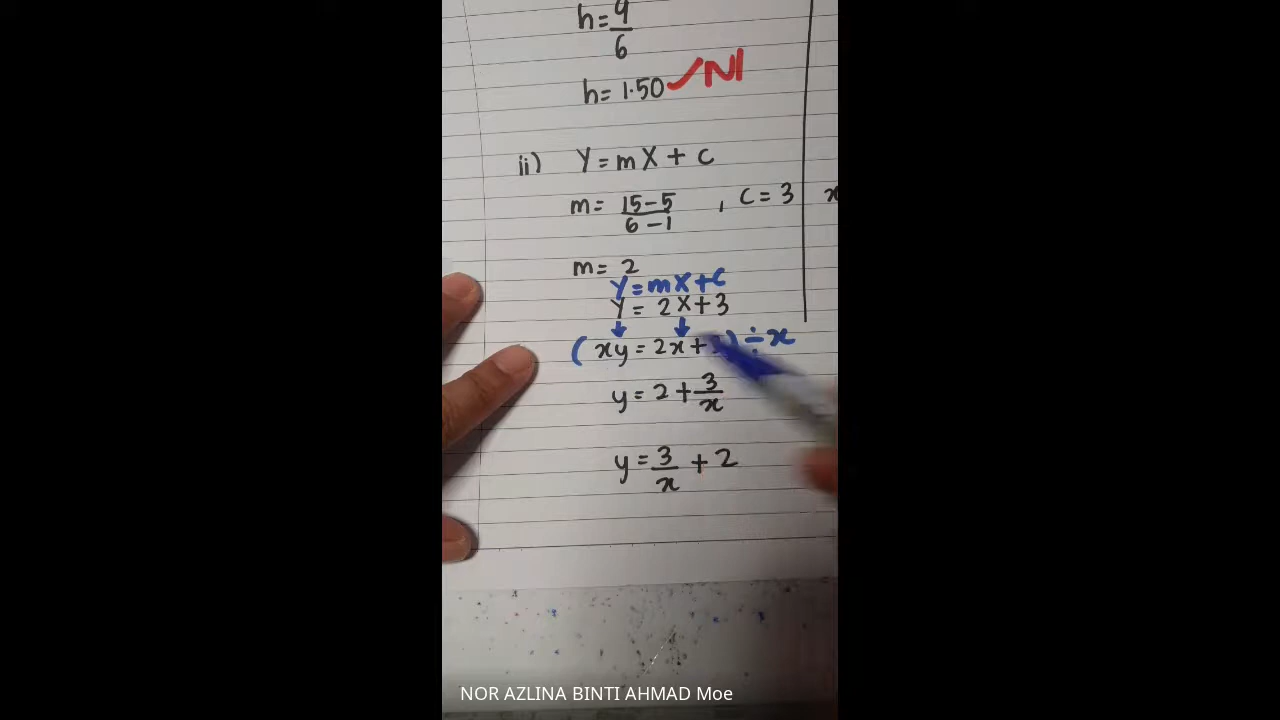 h = 9/6
h = 1.50 ✓ N1
ii) Y = mX + c
m = 15 - 5 / 6 - 1 , C = 3 x
m = 2
Y = mX + C
Y = 2X + 3
( xy = 2x + ) ÷ x
y = 2 + 3/x
y = 3/x + 2
NOR AZLINA BINTI AHMAD Moe